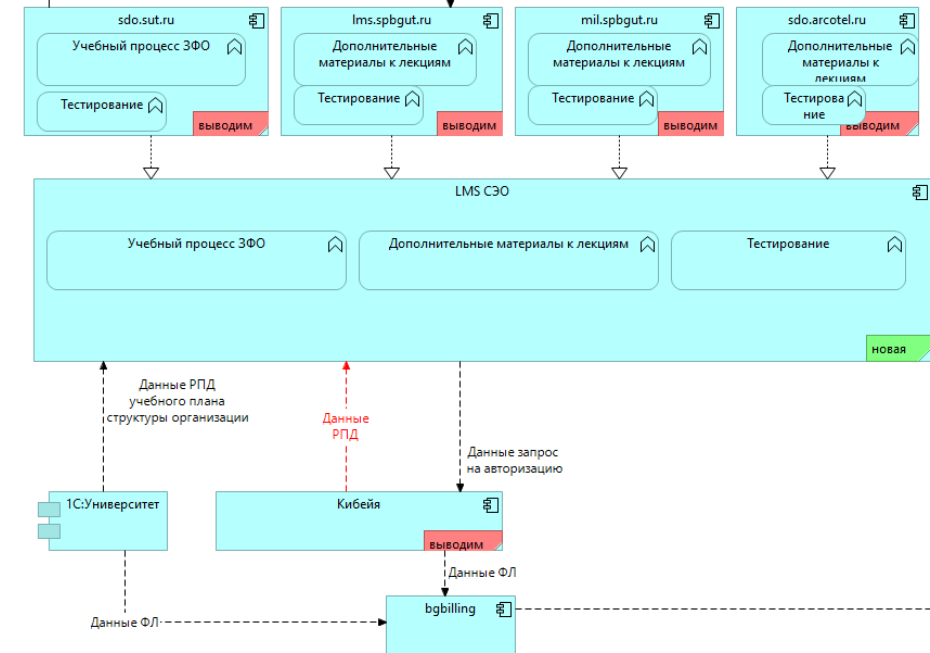 sdo.sut.ru
Учебный процесс ЗФО
Тестирование
выводим
lms.spbgut.ru
Дополнительные
материалы к лекциям
Тестирование
выводим
mil.spbgut.ru
Дополнительные
материалы к лекциям
Тестирование
выводим
sdo.arcotel.ru
Дополнительные
материалы к
лекциям
Тестирова
ние
выводим
LMS СЭО
Учебный процесс ЗФО
Дополнительные материалы к лекциям
Тестирование
новая
Данные РПД
учебного плана
структуры организации
Данные
РПД
Данные запрос
на авторизацию
1С:Университет
Кибейя
выводим
Данные ФЛ
Данные ФЛ
bgbilling